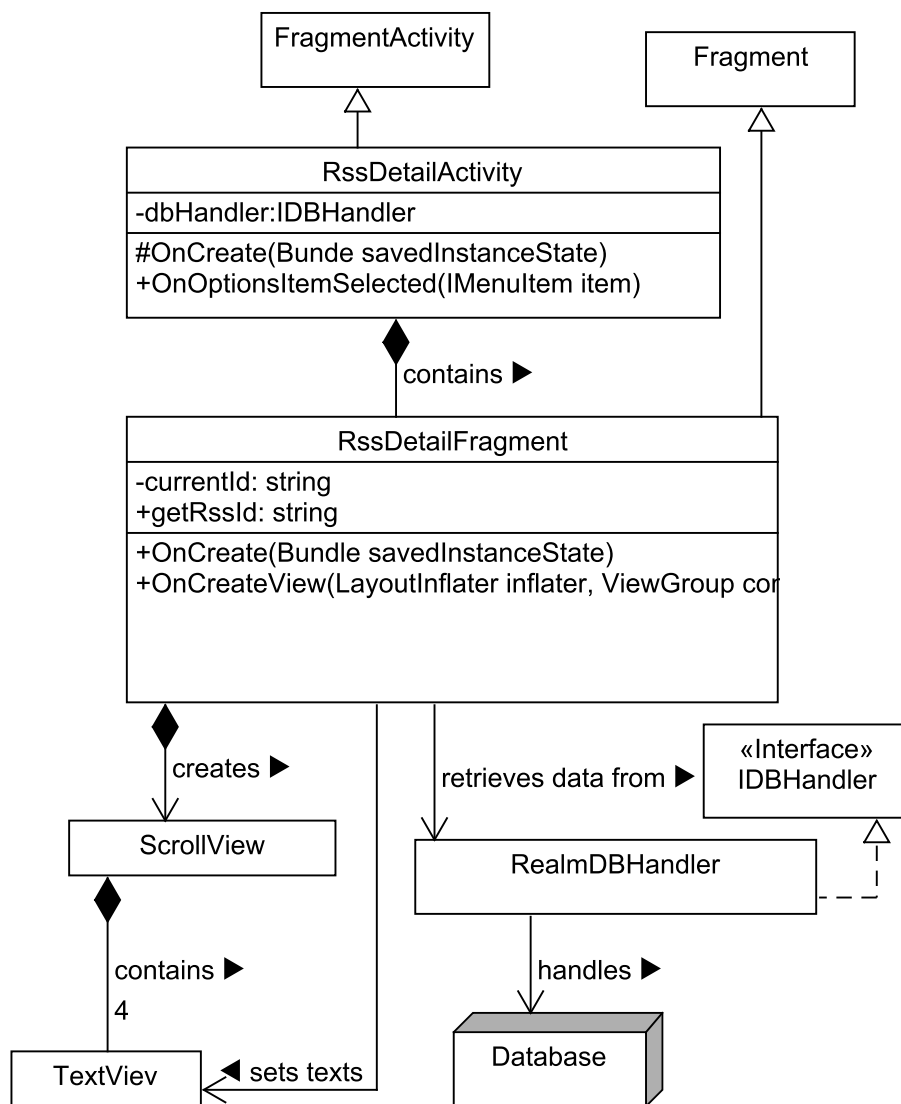 FragmentActivity
Fragment
RssDetailActivity
-dbHandler:IDBHandler
#OnCreate(Bunde savedInstanceState)
+OnOptionsItemSelected(IMenuItem item)
contains ▶
RssDetailFragment
-currentId: string
+getRssId: string
+OnCreate(Bundle savedInstanceState)
+OnCreateView(LayoutInflater inflater, ViewGroup cor
creates ▶
retrieves data from ▶
«Interface»
IDBHandler
ScrollView
RealmDBHandler
contains ▶
4
handles ▶
Database
TextViev
◀ sets texts